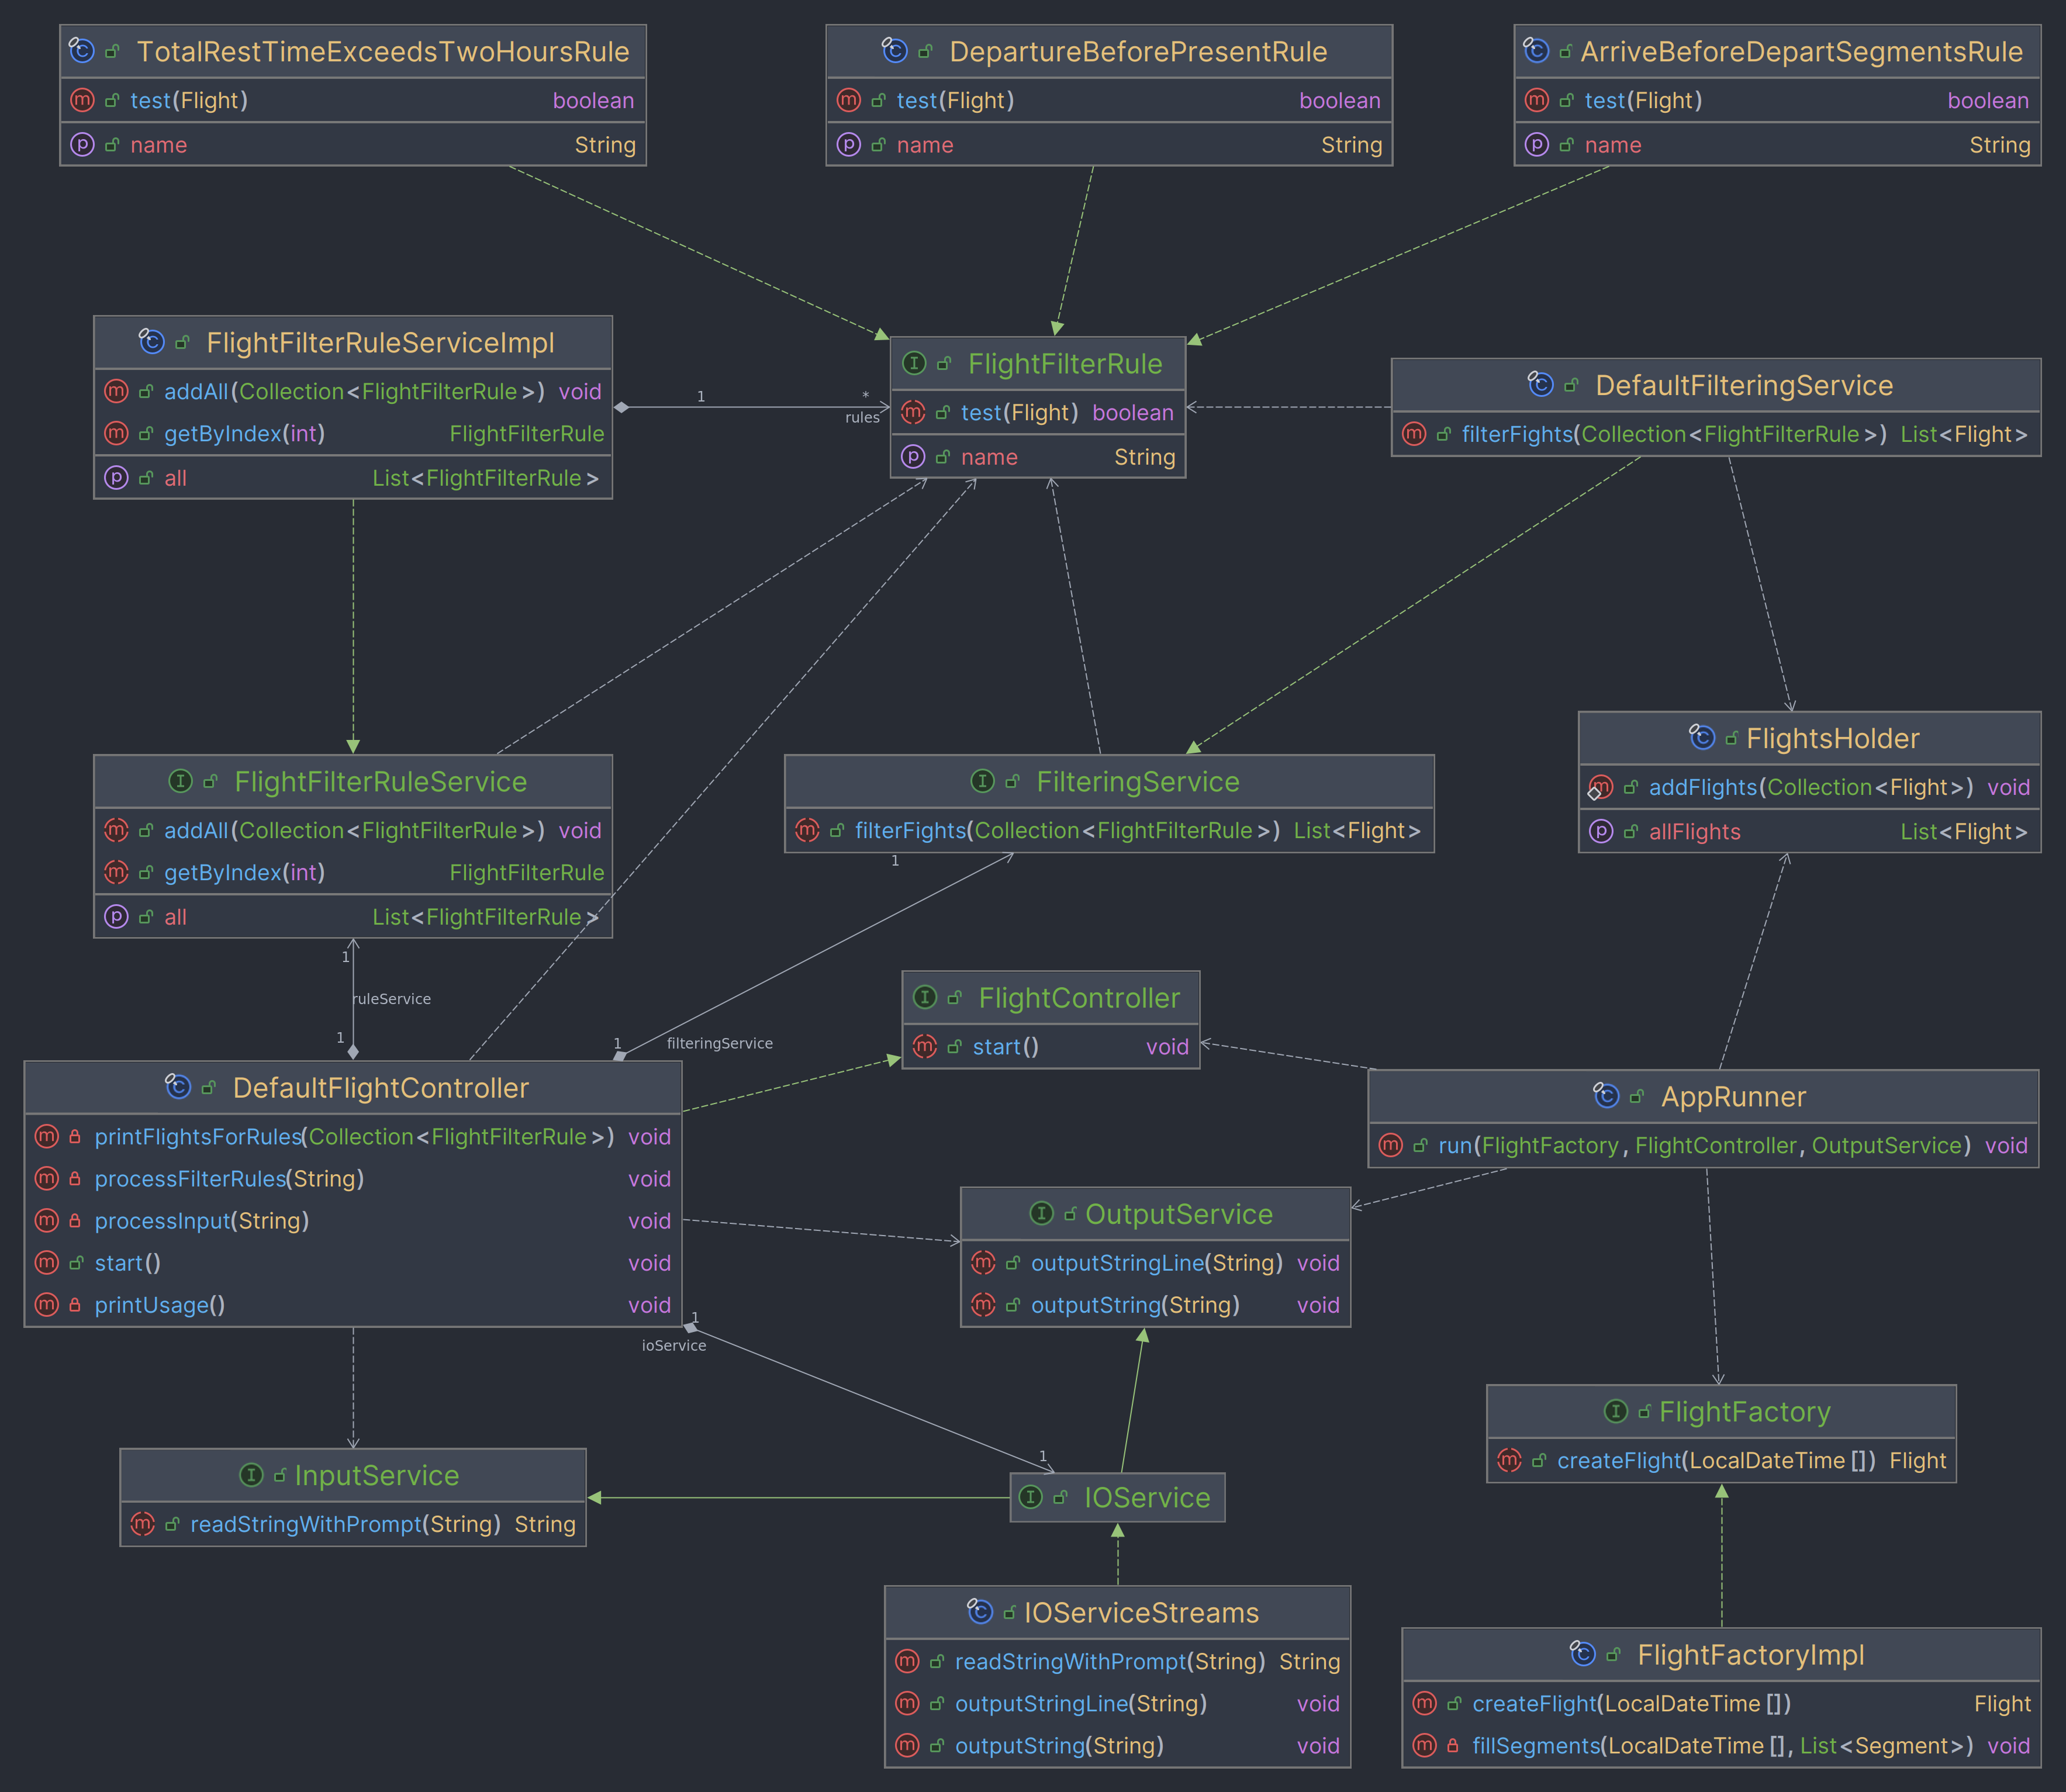 TotalRestTimeExceedsTwoHoursRule
test(Flight) boolean
name String
DepartureBeforePresentRule
test(Flight) boolean
name String
ArriveBeforeDepartSegmentsRule
test(Flight) boolean
name String
FlightFilterRuleServiceImpl
addAll(Collection<FlightFilterRule>) void
getByIndex(int) FlightFilterRule
all List<FlightFilterRule>
1
*
rules
FlightFilterRule
test(Flight) boolean
name String
DefaultFilteringService
filterFights(Collection<FlightFilterRule>) List<Flight>
FlightFilterRuleService
addAll(Collection<FlightFilterRule>) void
getByIndex(int) FlightFilterRule
all List<FlightFilterRule>
FilteringService
filterFights(Collection<FlightFilterRule>) List<Flight>
1
FlightsHolder
addFlights(Collection<Flight>) void
allFlights List<Flight>
1
ruleService
1
1
filteringService
FlightController
start() void
DefaultFlightController
printFlightsForRules(Collection<FlightFilterRule>) void
processFilterRules(String) void
processInput(String) void
start() void
printUsage() void
AppRunner
run(FlightFactory, FlightController, OutputService) void
OutputService
outputStringLine(String) void
outputString(String) void
1
ioService
1
FlightFactory
createFlight(LocalDateTime[]) Flight
InputService
readStringWithPrompt(String) String
IOService
IOServiceStreams
readStringWithPrompt(String) String
outputStringLine(String) void
outputString(String) void
FlightFactoryImpl
createFlight(LocalDateTime[]) Flight
fillSegments(LocalDateTime[], List<Segment>) void